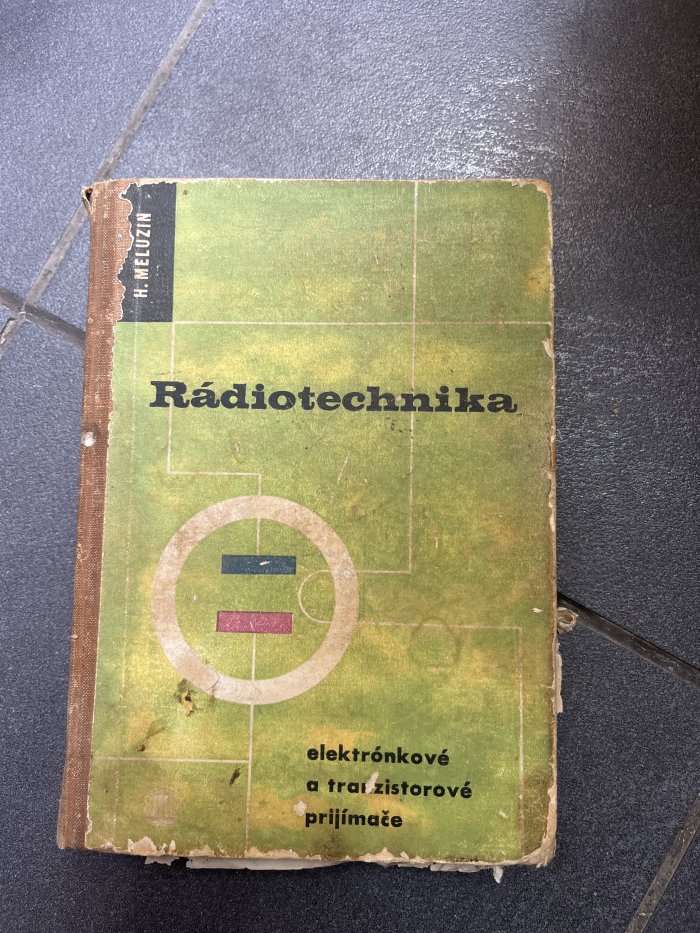 H. MELUZIN
Rádiotechnika
elektrónkové
a tranzistorové
prijímače